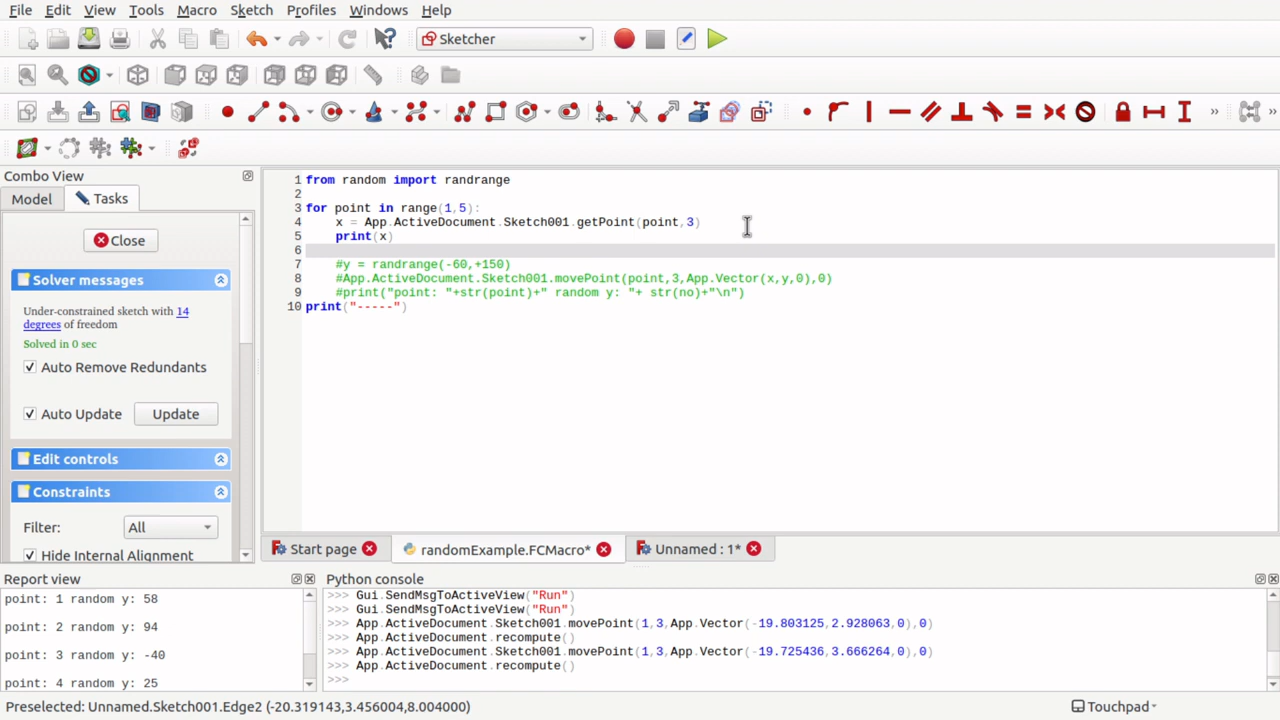 File Edit View Tools Macro Sketch Profiles Windows Help
Sketcher
Combo View
Model Tasks
Close
Solver messages
Under-constrained sketch with 14
degrees of freedom
Solved in 0 sec
Auto Remove Redundants
Auto Update Update
Edit controls
Constraints
Filter: All
Hide Internal Alignment
1 from random import randrange
2
3 for point in range(1,5):
4 x = App.ActiveDocument.Sketch001.getPoint(point,3)
5 print(x)
6
7 #y = randrange(-60,+150)
8 #App.ActiveDocument.Sketch001.movePoint(point,3,App.Vector(x,y,0),0)
9 #print("point: "+str(point)+" random y: "+ str(no)+"\n")
10 print("-----")
Start page randomExample.FCMacro* Unnamed : 1*
Report view
point: 1 random y: 58
point: 2 random y: 94
point: 3 random y: -40
point: 4 random y: 25
Python console
>>> Gui.SendMsgToActiveView("Run")
>>> Gui.SendMsgToActiveView("Run")
>>> App.ActiveDocument.Sketch001.movePoint(1,3,App.Vector(-19.803125,2.928063,0),0)
>>> App.ActiveDocument.recompute()
>>> App.ActiveDocument.Sketch001.movePoint(1,3,App.Vector(-19.725436,3.666264,0),0)
>>> App.ActiveDocument.recompute()
>>>
Preselected: Unnamed.Sketch001.Edge2 (-20.319143,3.456004,8.004000)
Touchpad